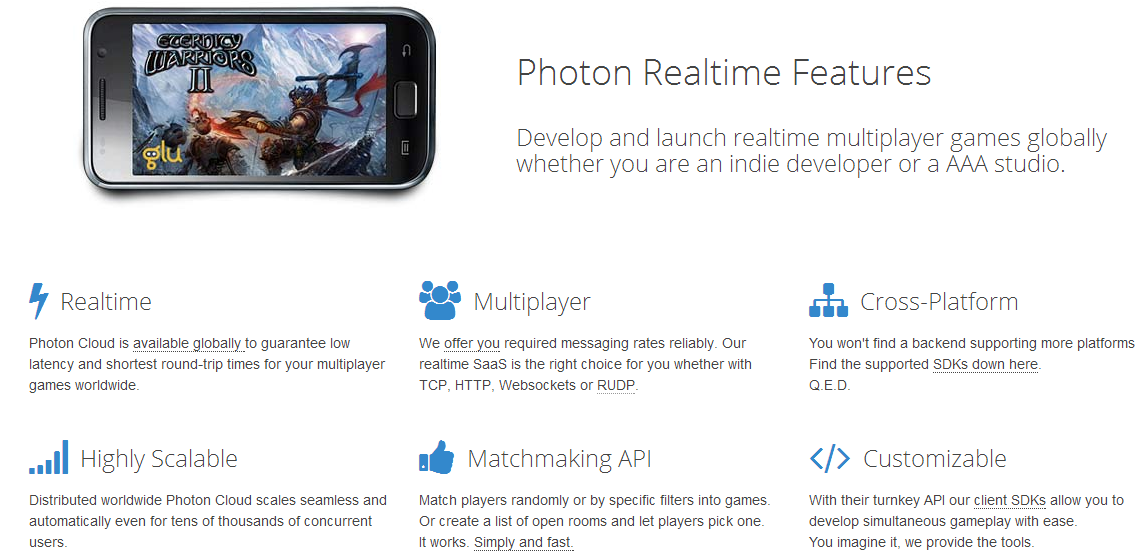 ETERNITY
WARRIORS
II
glu
Photon Realtime Features
Develop and launch realtime multiplayer games globally
whether you are an indie developer or a AAA studio.
Realtime
Photon Cloud is available globally to guarantee low
latency and shortest round-trip times for your multiplayer
games worldwide.
Multiplayer
We offer you required messaging rates reliably. Our
realtime SaaS is the right choice for you whether with
TCP, HTTP, Websockets or RUDP.
Cross-Platform
You won't find a backend supporting more platforms
Find the supported SDKs down here.
Q.E.D.
Highly Scalable
Distributed worldwide Photon Cloud scales seamless and
automatically even for tens of thousands of concurrent
users.
Matchmaking API
Match players randomly or by specific filters into games.
Or create a list of open rooms and let players pick one.
It works. Simply and fast.
Customizable
With their turnkey API our client SDKs allow you to
develop simultaneous gameplay with ease.
You imagine it, we provide the tools.